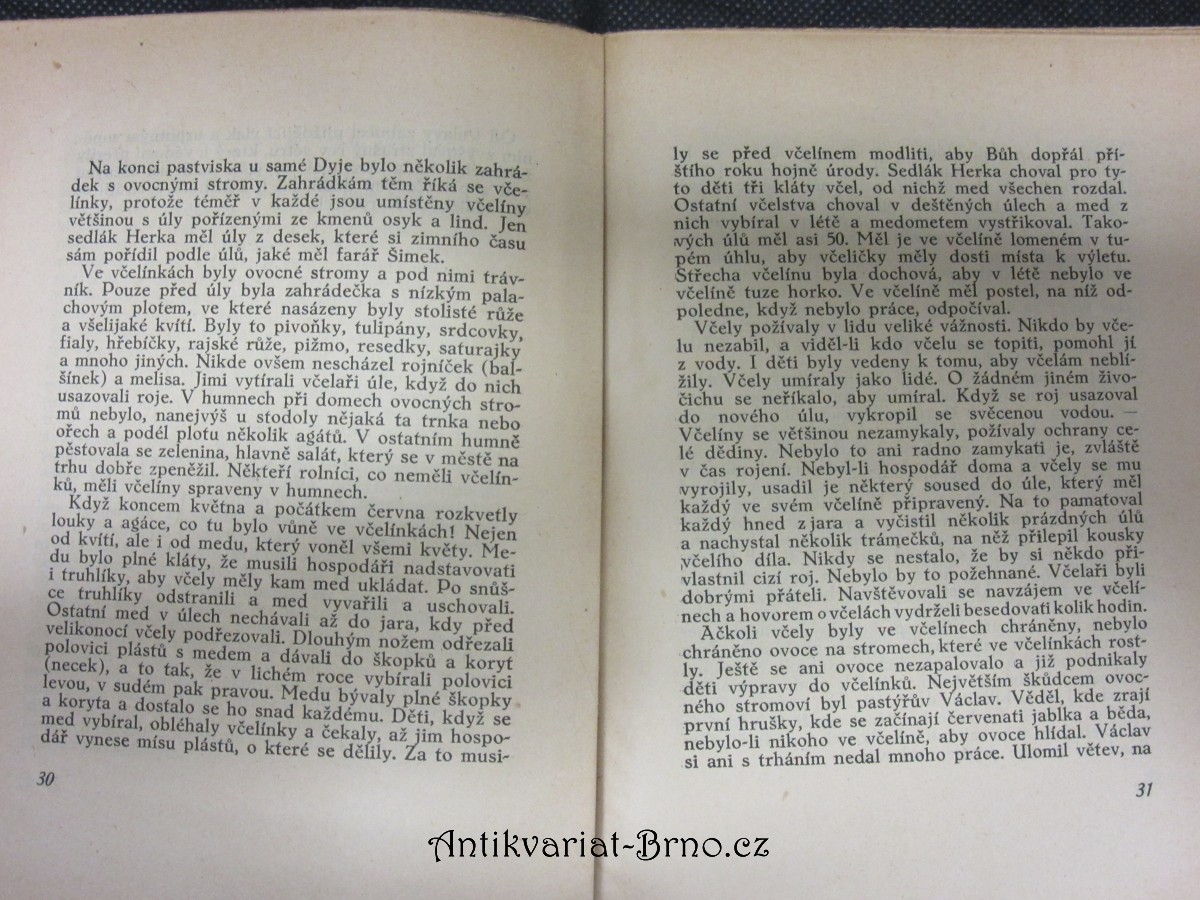 Na konci pastviska u samé Dyje bylo několik zahrá-
dek s ovocnými stromy. Zahrádkám těm říká se vče-
línky, protože téměř v každé jsou umístěny včelíny
většinou s úly pořízenými ze kmenů osyk a lind. Jen
sedlák Herka měl úly z desek, které si zimního času
sám pořídil podle úlů, jaké měl farář Šimek.
Ve včelínkách byly ovocné stromy a pod nimi tráv-
ník. Pouze před úly byla zahrádečka s nízkým pala-
chovým plotem, ve které nasázeny byly stolisté růže
a všelijaké kvítí. Byly to pivoňky, tulipány, srdcovky,
fialy, hřebíčky, rajské růže, pižmo, resedky, saturajky
a mnoho jiných. Nikde ovšem nescházel rojníček (bal-
šínek) a melisa. Jimi vytírali včelaři úle, když do nich
usazovali roje. V humnech při domech ovocných stro-
mů nebylo, nanejvýš u stodoly nějaká ta trnka nebo
ořech a podél plotu několik agátů. V ostatním humně
pěstovala se zelenina, hlavně salát, který se v městě na
trhu dobře zpeněžil. Někteří rolníci, co neměli včelín-
ků, měli včelíny spraveny v humnech.
Když koncem května a počátkem června rozkvetly
louky a agáce, co tu bylo vůně ve včelínkách! Nejen
od kvítí, ale i od medu, který voněl všemi květy. Me-
du bylo plné kláty, že musili hospodáři nadstavovati
i truhlíky, aby včely měly kam med ukládat. Po snůš-
ce truhlíky odstranili a med vyvařili a uschovali.
Ostatní med v úlech nechávali až do jara, kdy před
velikonocí včely podřezovali. Dlouhým nožem odřezali
polovici plástů s medem a dávali do škopků a koryt
(necek), a to tak, že v lichém roce vybírali polovici
levou, v sudém pak pravou. Medu bývaly plné škopky
a koryta a dostalo se ho snad každému. Děti, když se
med vybíral, obléhaly včelínky a čekaly, až jim hospo-
dář vynese mísu plástů, o které se dělily. Za to musi-
30
ly se před včelínem modliti, aby Bůh dopřál pří-
štího roku hojně úrody. Sedlák Herka choval pro ty-
to děti tři kláty včel, od nichž med všechen rozdal.
Ostatní včelstva choval v deštěných úlech a med z
nich vybíral v létě a medometem vystřikoval. Tako-
vých úlů měl asi 50. Měl je ve včelíně lomeném v tu-
pém úhlu, aby včeličky měly dosti místa k výletu.
Střecha včelínu byla dochová, aby v létě nebylo ve
včelíně tuze horko. Ve včelíně měl postel, na níž od-
poledne, když nebylo práce, odpočíval.
Včely požívaly v lidu veliké vážnosti. Nikdo by vče-
lu nezabil, a viděl-li kdo včelu se topiti, pomohl jí
z vody. I děti byly vedeny k tomu, aby včelám neblí-
žily. Včely umíraly jako lidé. O žádném jiném živo-
čichu se neříkalo, aby umíral. Když se roj usazoval
do nového úlu, vykropil se svěcenou vodou. —
Včelíny se většinou nezamykaly, požívaly ochrany ce-
lé dědiny. Nebylo to ani radno zamykati je, zvláště
v čas rojení. Nebyl-li hospodář doma a včely se mu
vyrojily, usadil je některý soused do úle, který měl
každý ve svém včelíně připravený. Na to pamatoval
každý hned z jara a vyčistil několik prázdných úlů
a nachystal několik trámečků, na něž přilepil kousky
včelího díla. Nikdy se nestalo, že by si někdo při-
vlastnil cizí roj. Nebylo by to požehnané. Včelaři byli
dobrými přáteli. Navštěvovali se navzájem ve včelí-
nech a hovorem o včelách vydrželi besedovati kolik hodin.
Ačkoli včely byly ve včelínech chráněny, nebylo
chráněno ovoce na stromech, které ve včelínkách rost-
ly. Ještě se ani ovoce nezapalovalo a již podnikaly
děti výpravy do včelínků. Největším škůdcem ovoc-
ného stromoví byl pastýřův Václav. Věděl, kde zrají
první hrušky, kde se začínají červenati jablka a běda,
nebylo-li nikoho ve včelíně, aby ovoce hlídal. Václav
si ani s trháním nedal mnoho práce. Ulomil větev, na
31
Antikvariat-Brno.cz